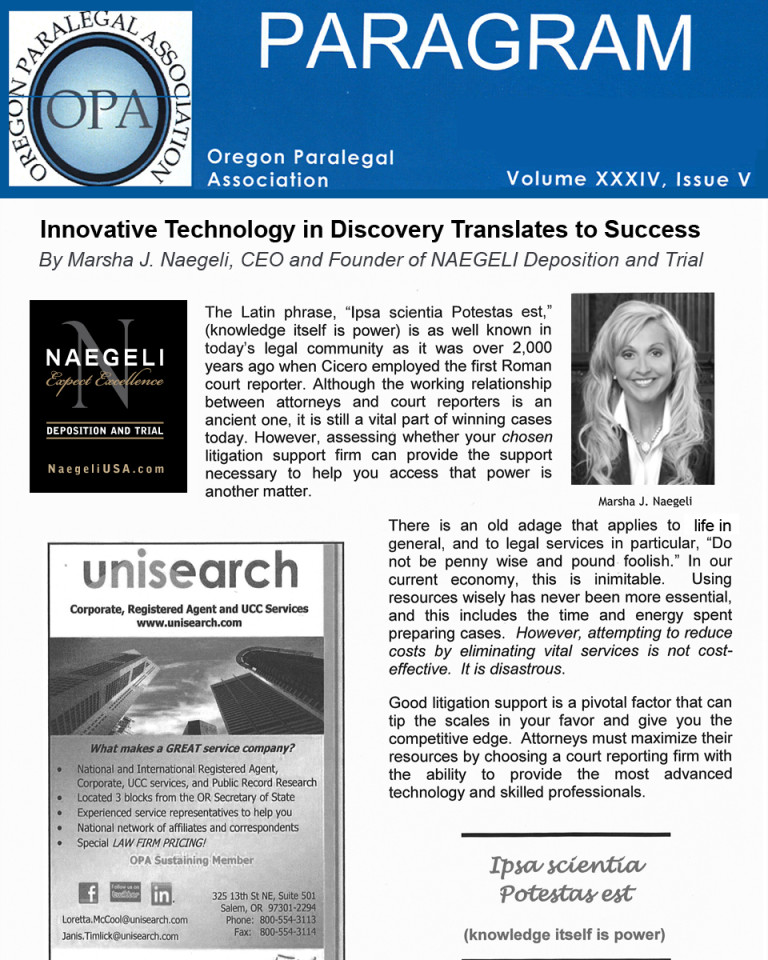 OREGON PARALEGAL ASSOCIATION
OPA
PARAGRAM
Oregon Paralegal
Association
Volume XXXIV, Issue V
Innovative Technology in Discovery Translates to Success
By Marsha J. Naegeli, CEO and Founder of NAEGELI Deposition and Trial
N
NAEGELI
Expect Excellence
DEPOSITION AND TRIAL
NaegeliUSA.com
The Latin phrase, “Ipsa scientia Potestas est,”
(knowledge itself is power) is as well known in
today’s legal community as it was over 2,000
years ago when Cicero employed the first Roman
court reporter. Although the working relationship
between attorneys and court reporters is an
ancient one, it is still a vital part of winning cases
today. However, assessing whether your chosen
litigation support firm can provide the support
necessary to help you access that power is
another matter.
Marsha J. Naegeli
There is an old adage that applies to life in
general, and to legal services in particular, “Do
not be penny wise and pound foolish.” In our
current economy, this is inimitable. Using
resources wisely has never been more essential,
and this includes the time and energy spent
preparing cases. However, attempting to reduce
costs by eliminating vital services is not cost-
effective. It is disastrous.
Good litigation support is a pivotal factor that can
tip the scales in your favor and give you the
competitive edge. Attorneys must maximize their
resources by choosing a court reporting firm with
the ability to provide the most advanced
technology and skilled professionals.
Ipsa scientia
Potestas est
(knowledge itself is power)
unisearch
Corporate, Registered Agent and UCC Services
www.unisearch.com
What makes a GREAT service company?
• National and International Registered Agent,
Corporate, UCC services, and Public Record Research
• Located 3 blocks from the OR Secretary of State
• Experienced service representatives to help you
• National network of affiliates and correspondents
• Special LAW FIRM PRICING!
OPA Sustaining Member
f
Follow us on
twitter
in
Loretta.McCool@unisearch.com
Janis.Timlick@unisearch.com
325 13th St NE, Suite 501
Salem, OR 97301-2294
Phone: 800-554-3113
Fax: 800-554-3114